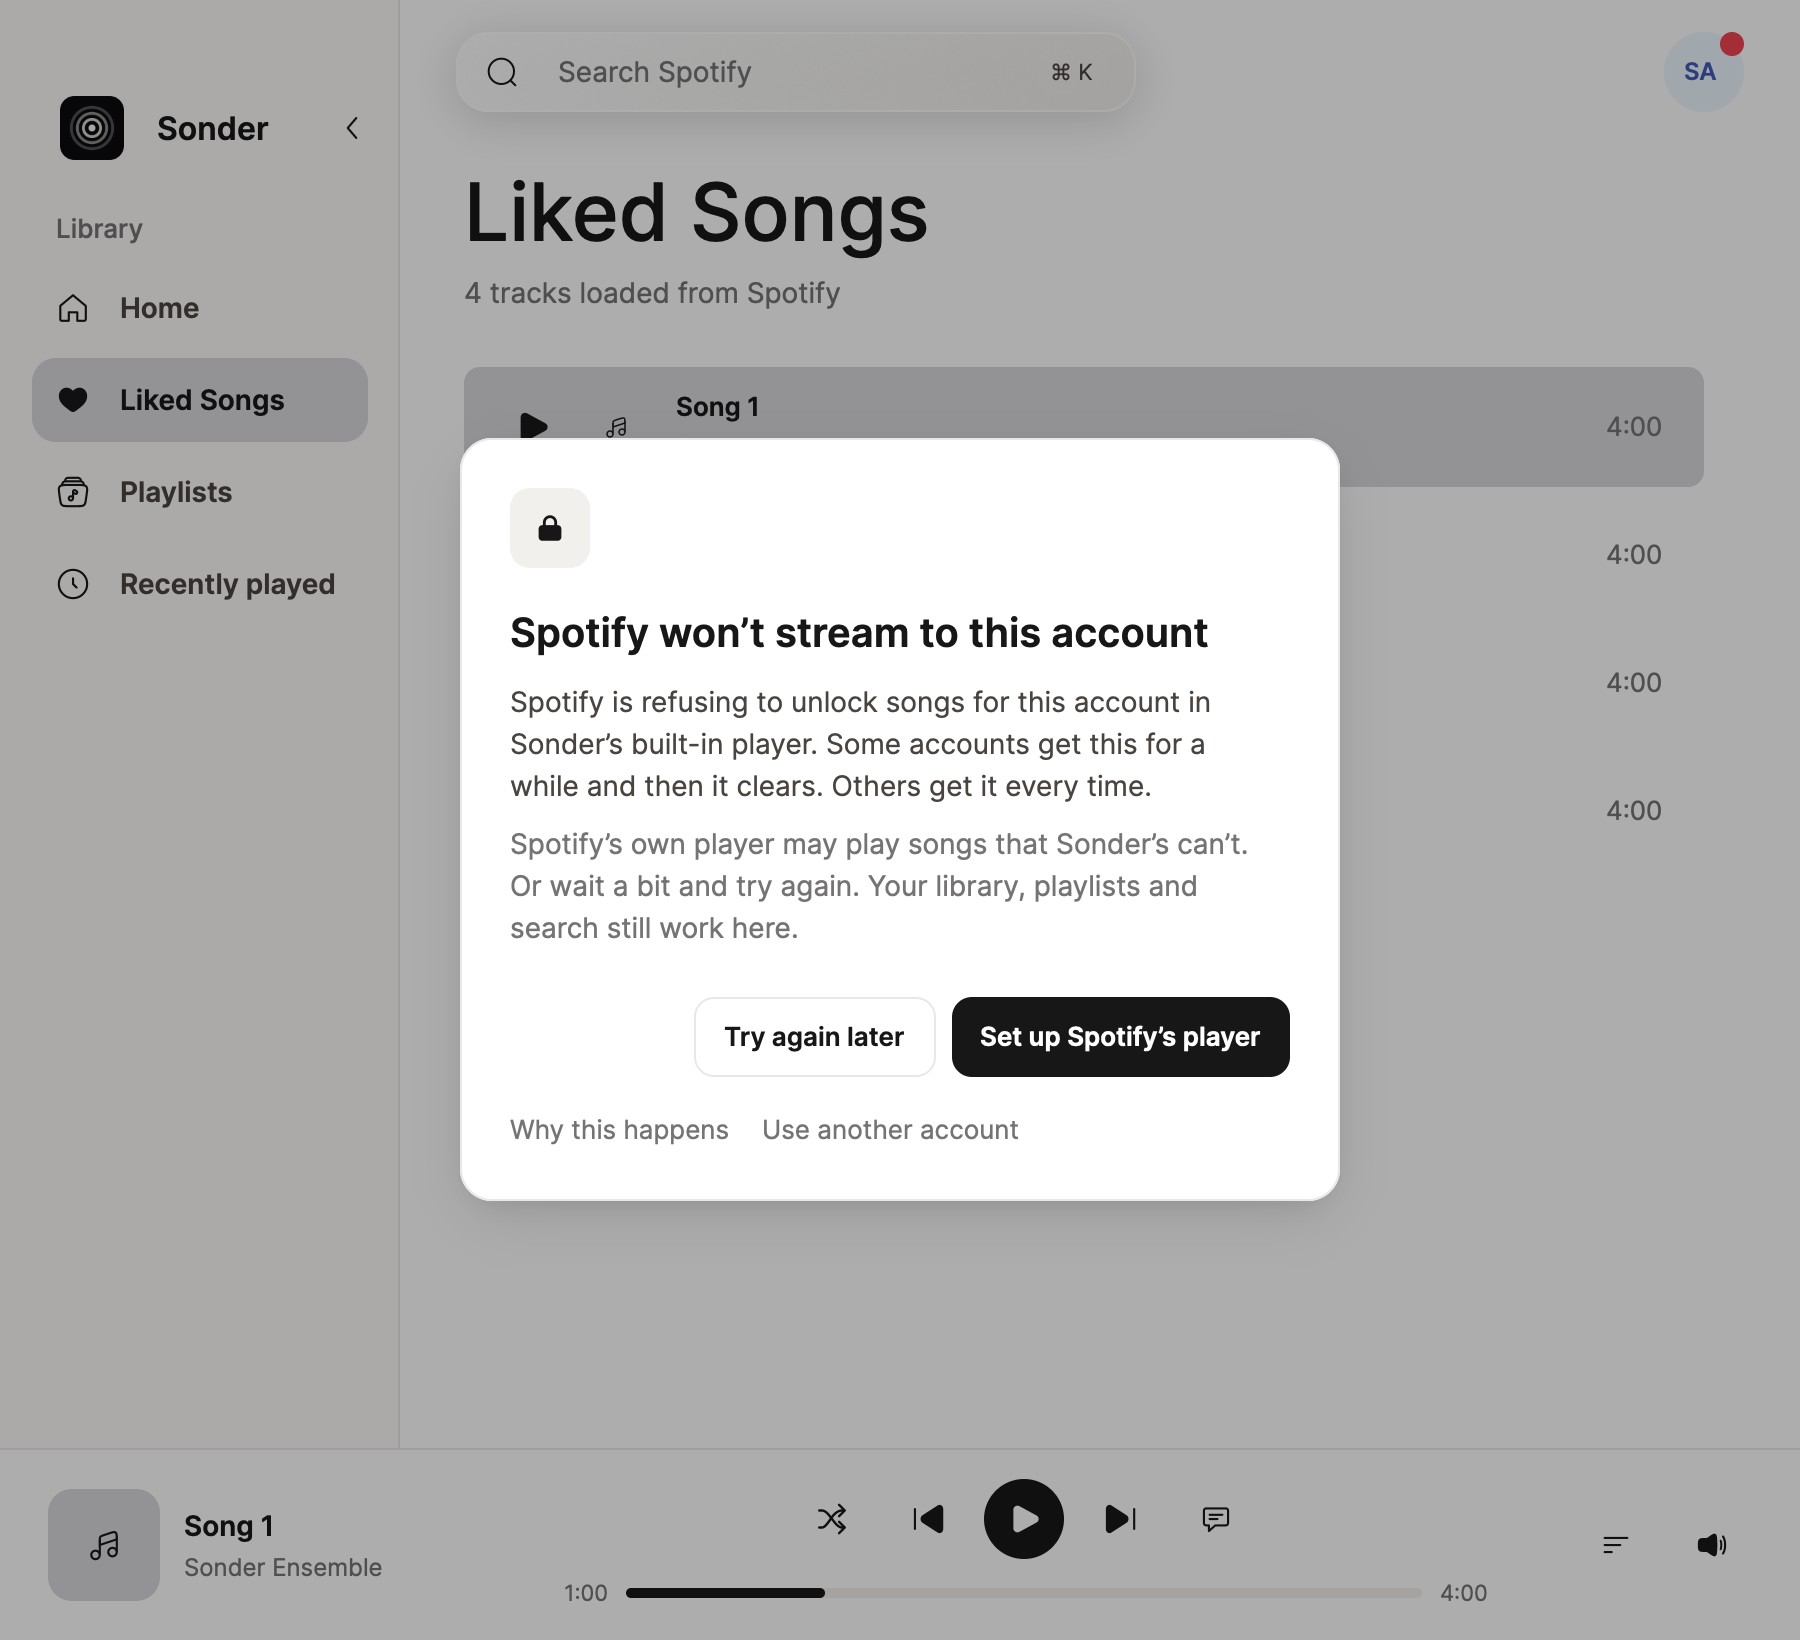 Sonder
Library
Home
Liked Songs
Playlists
Recently played
Search Spotify
⌘ K
SA
Liked Songs
4 tracks loaded from Spotify
Song 1
4:00
4:00
4:00
4:00
Spotify won’t stream to this account
Spotify is refusing to unlock songs for this account in
Sonder’s built-in player. Some accounts get this for a
while and then it clears. Others get it every time.
Spotify’s own player may play songs that Sonder’s can’t.
Or wait a bit and try again. Your library, playlists and
search still work here.
Try again later
Set up Spotify’s player
Why this happens
Use another account
Song 1
Sonder Ensemble
1:00
4:00